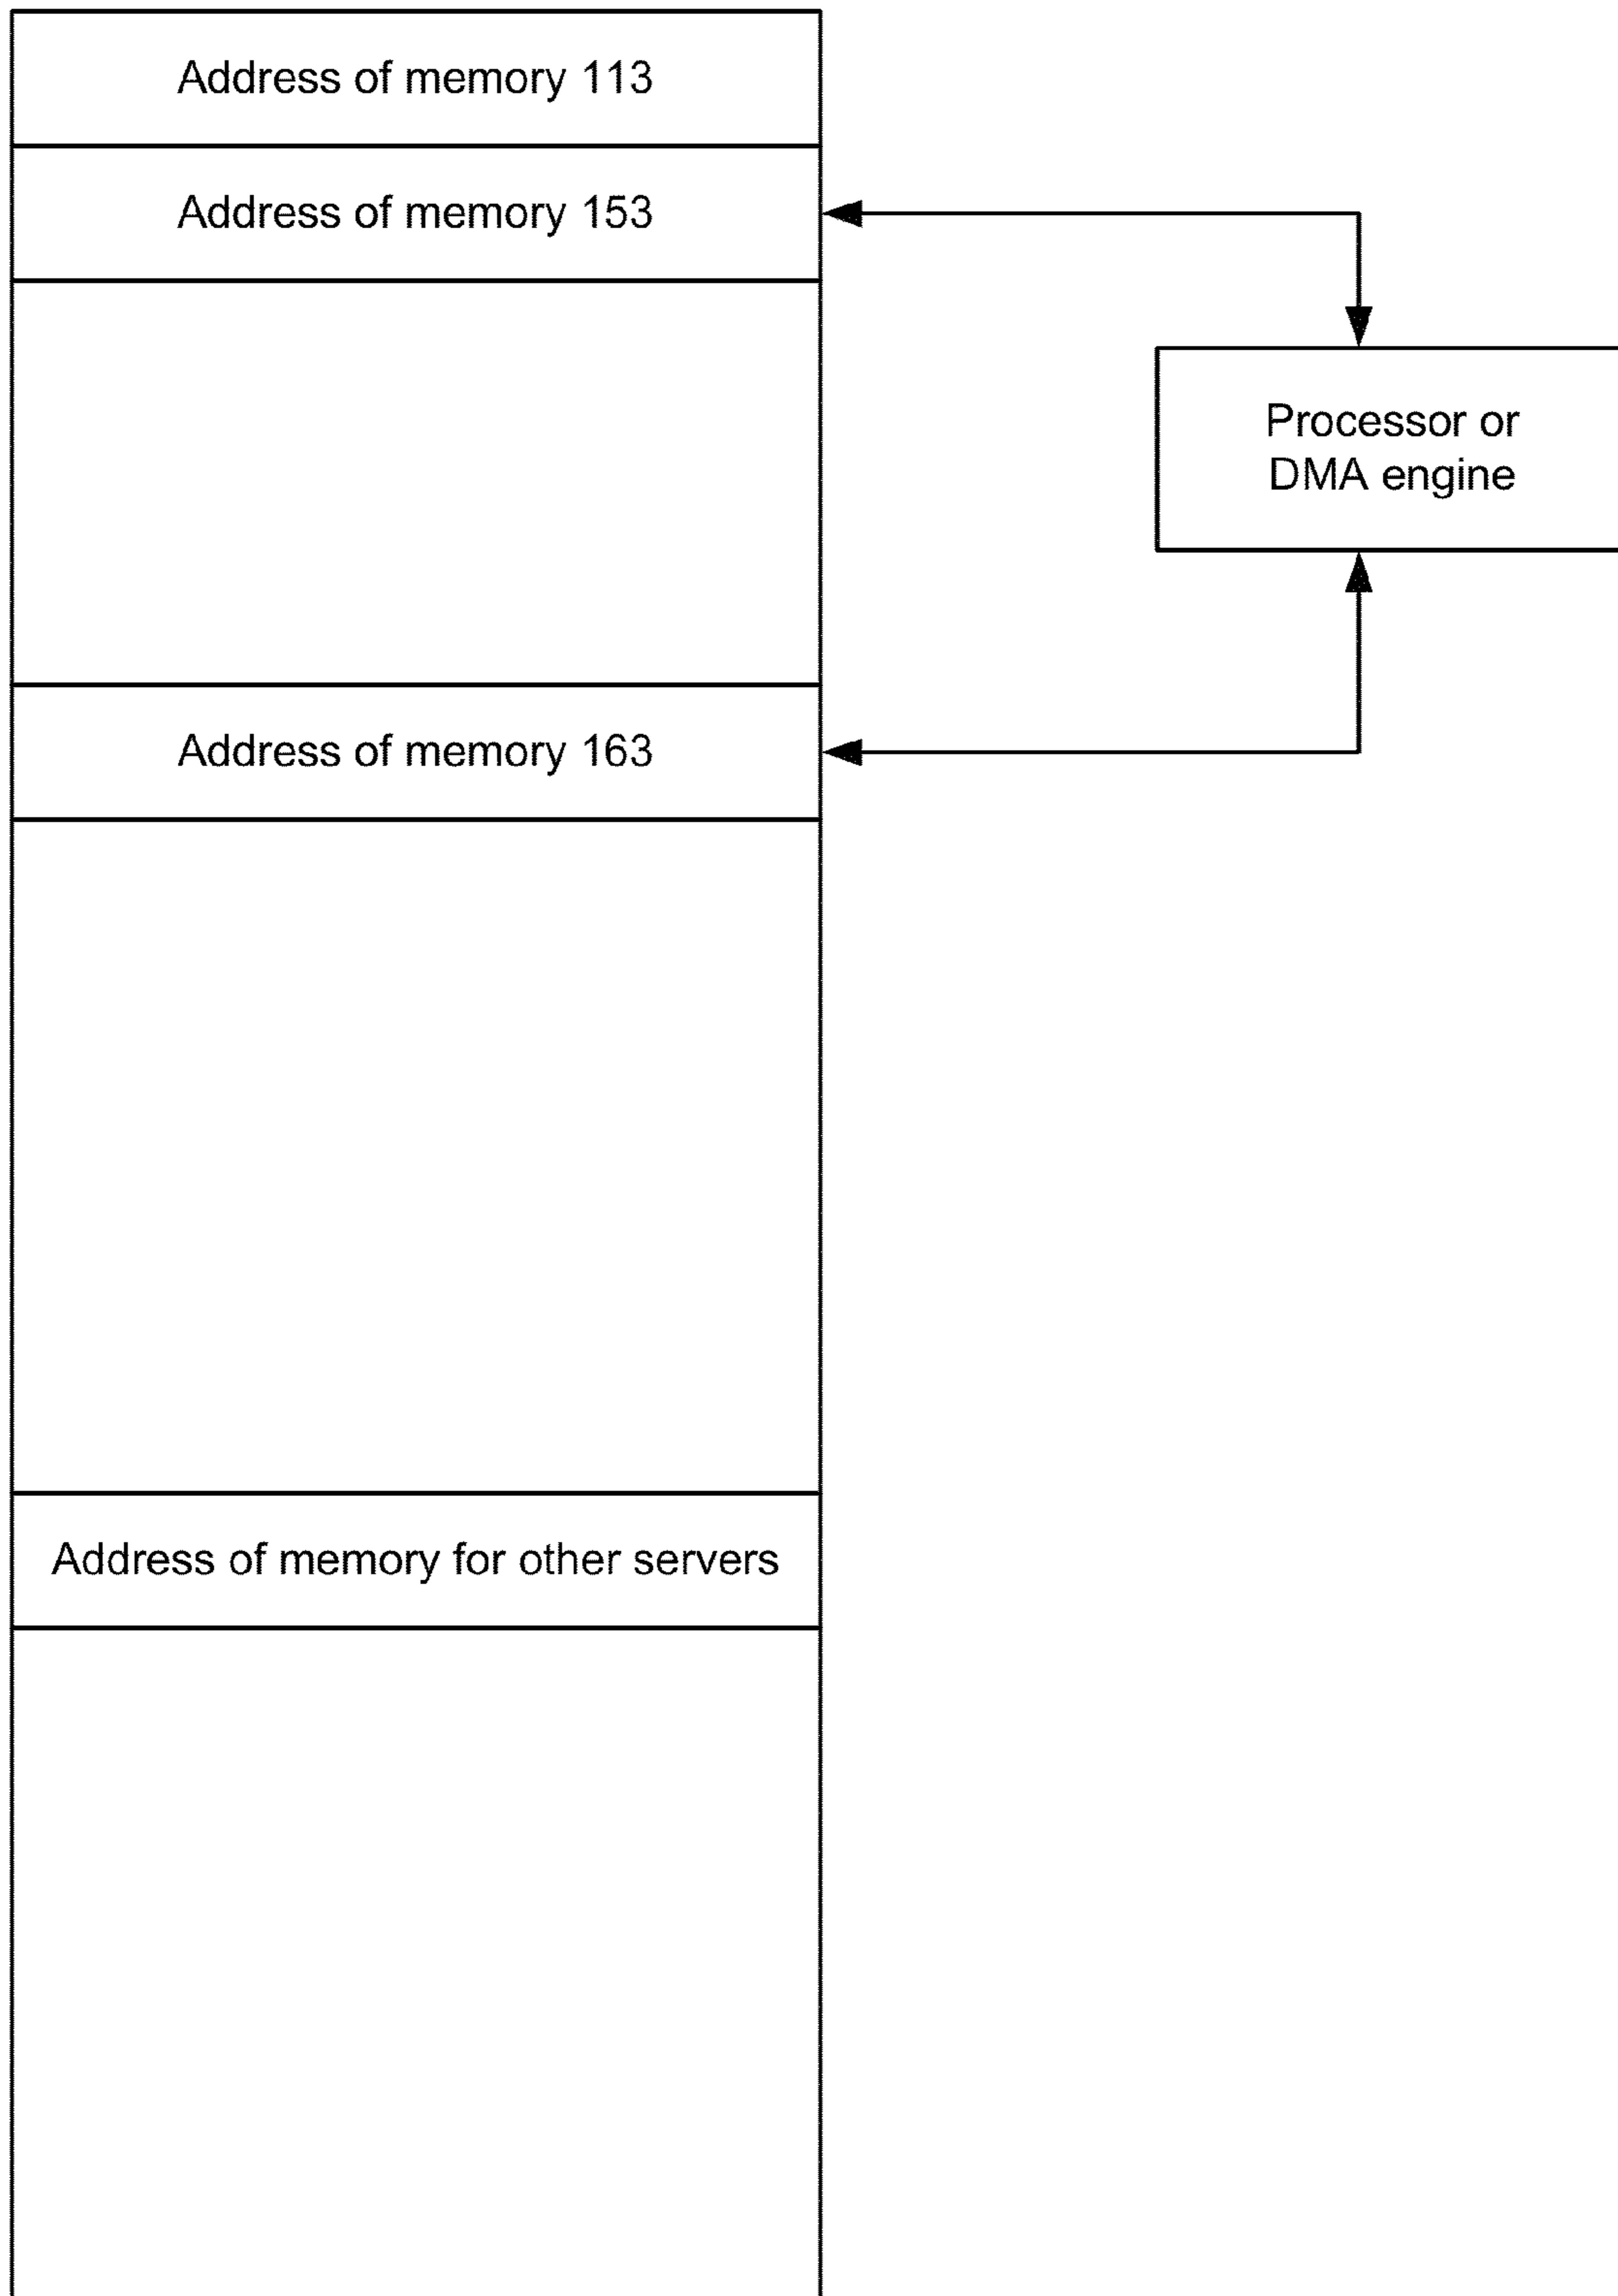 Address of memory 113
Address of memory 153
Processor or
DMA engine
Address of memory 163
Address of memory for other servers